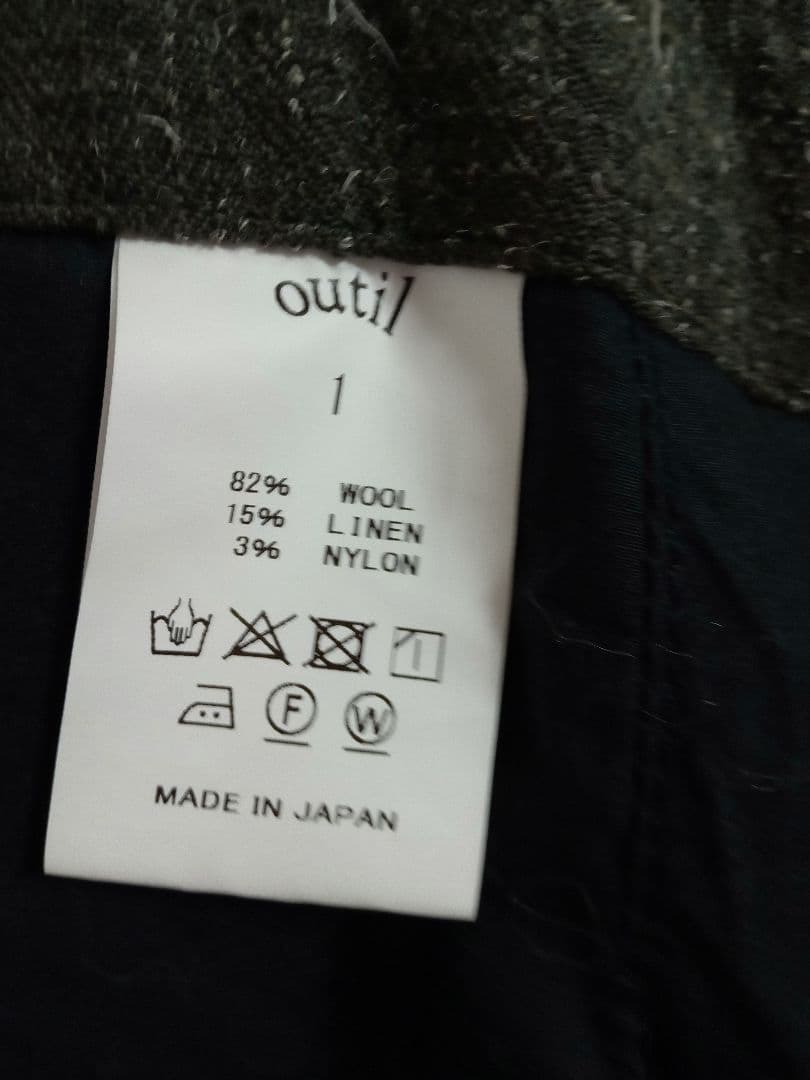 outil
1
82% WOOL
15% LINEN
3% NYLON
F W
MADE IN JAPAN